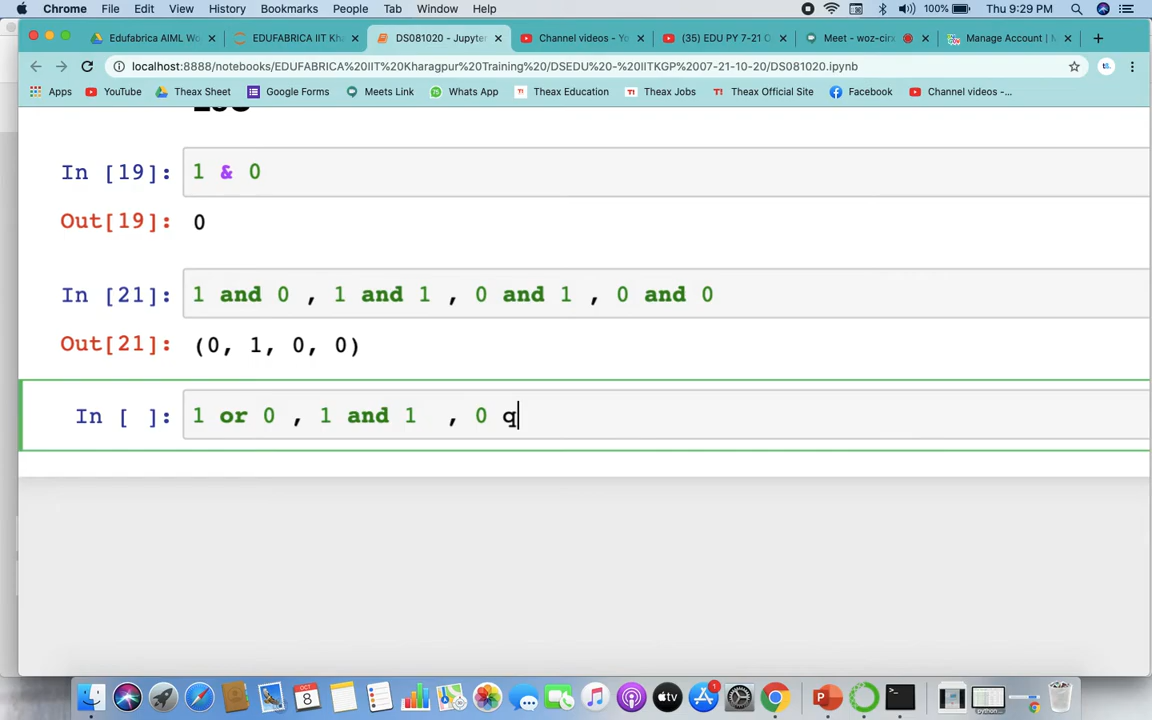 Chrome File Edit View History Bookmarks People Tab Window Help 100% Thu 9:29 PM
Edufabrica AIML Wo EDUFABRICA IIT Kha DS081020 - Jupyter Channel videos - Yo (35) EDU PY 7-21 O Meet - woz-cirx Manage Account | M
localhost:8888/notebooks/EDUFABRICA%20IIT%20Kharagpur%20Training%20/DSEDU%20-%20IITKGP%2007-21-10-20/DS081020.ipynb
Apps YouTube Theax Sheet Google Forms Meets Link Whats App Theax Education Theax Jobs Theax Official Site Facebook Channel videos -...
In [19]: 1 & 0
Out[19]: 0
In [21]: 1 and 0 , 1 and 1 , 0 and 1 , 0 and 0
Out[21]: (0, 1, 0, 0)
In [ ]: 1 or 0 , 1 and 1 , 0 q